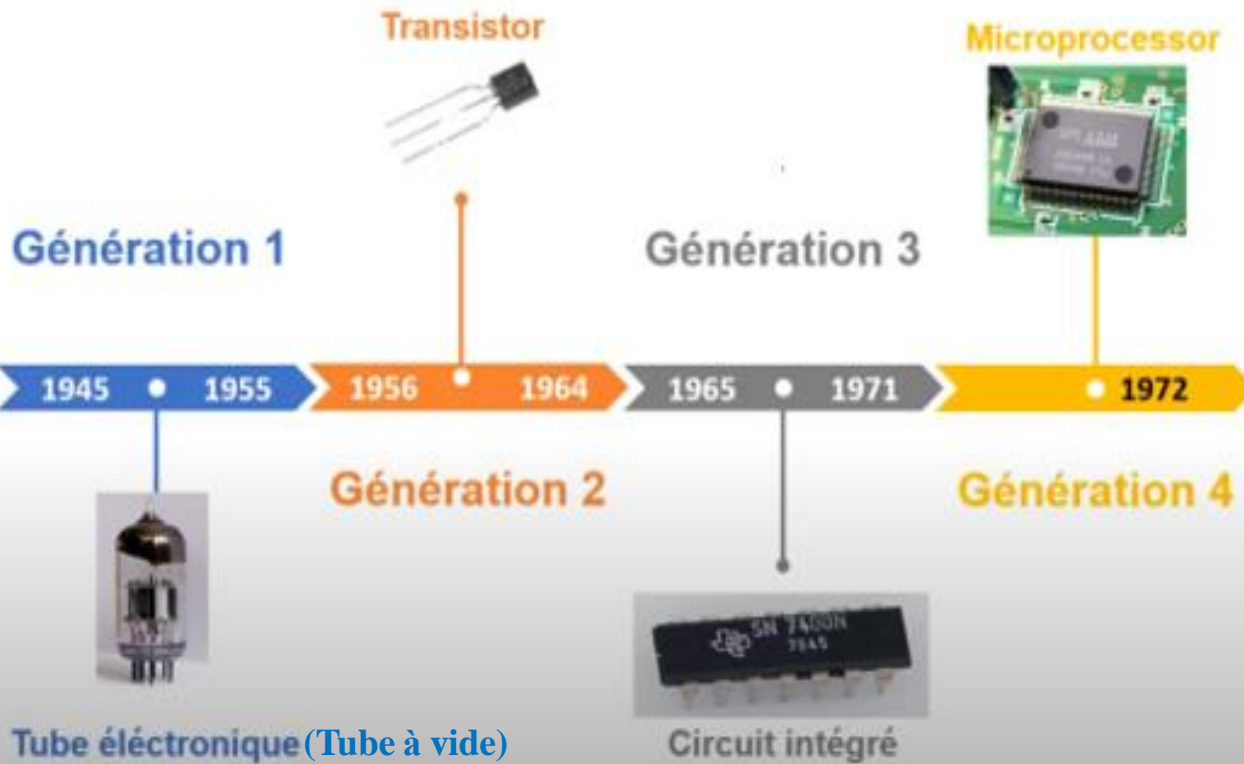 Transistor
Microprocessor
Génération 1
Génération 3
1945
1955
1956
1964
1965
1971
1972
Génération 2
Génération 4
SN 7400N
7645
Tube éléctronique (Tube à vide)
Circuit intégré